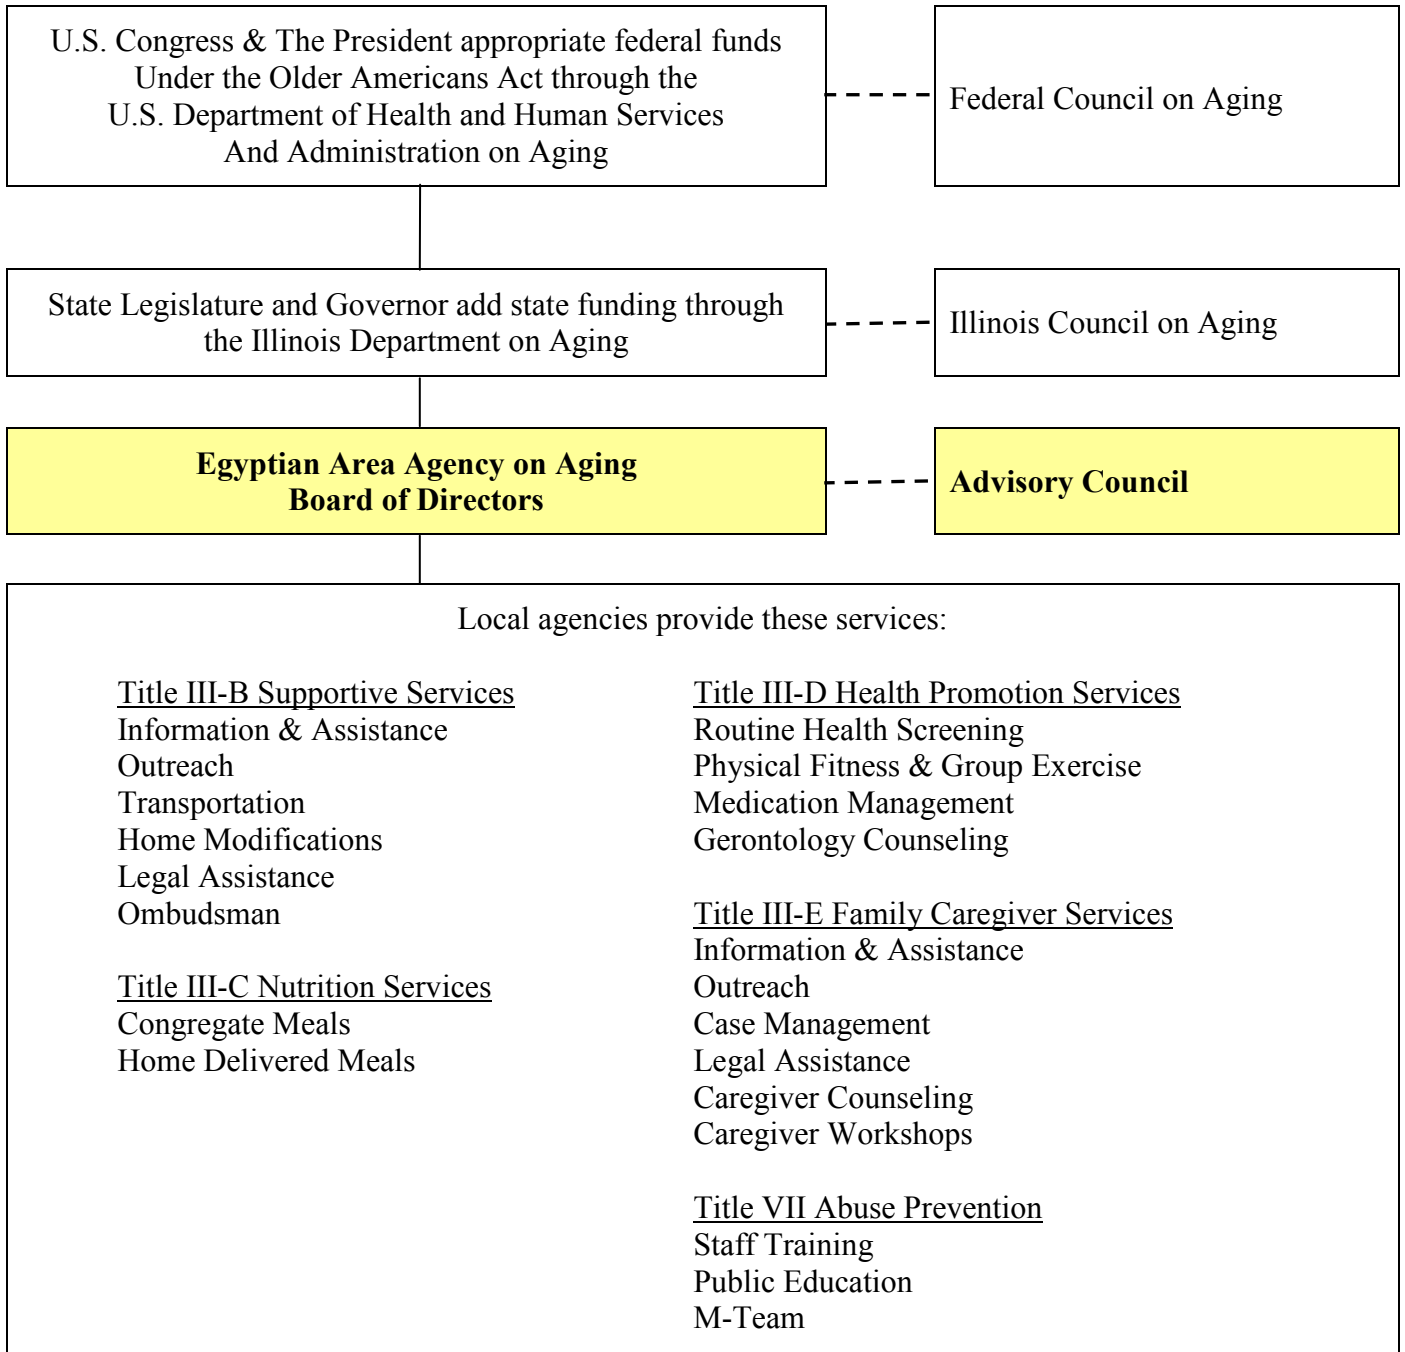 U.S. Congress & The President appropriate federal funds
Under the Older Americans Act through the
U.S. Department of Health and Human Services
And Administration on Aging
Federal Council on Aging
State Legislature and Governor add state funding through
the Illinois Department on Aging
Illinois Council on Aging
Egyptian Area Agency on Aging
Board of Directors
Advisory Council
Local agencies provide these services:
Title III-B Supportive Services
Information & Assistance
Outreach
Transportation
Home Modifications
Legal Assistance
Ombudsman
Title III-C Nutrition Services
Congregate Meals
Home Delivered Meals
Title III-D Health Promotion Services
Routine Health Screening
Physical Fitness & Group Exercise
Medication Management
Gerontology Counseling
Title III-E Family Caregiver Services
Information & Assistance
Outreach
Case Management
Legal Assistance
Caregiver Counseling
Caregiver Workshops
Title VII Abuse Prevention
Staff Training
Public Education
M-Team